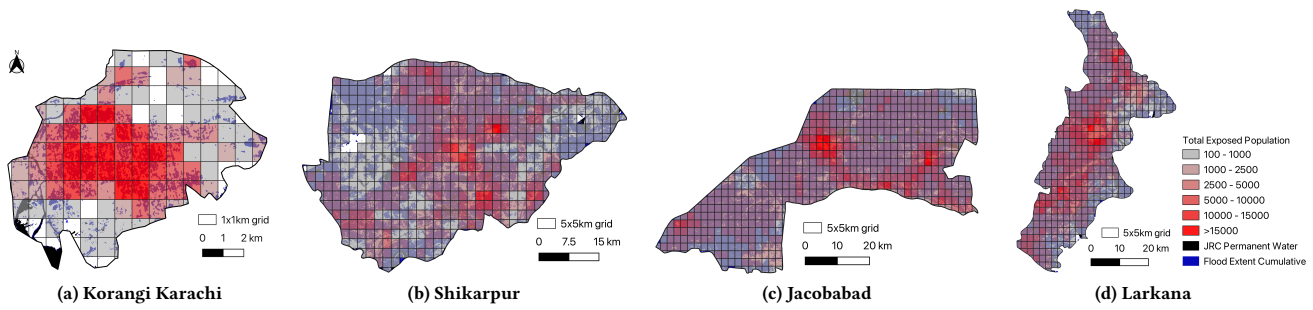 N
1x1km grid
0 1 2 km
(a) Korangi Karachi
5x5km grid
0 7.5 15 km
(b) Shikarpur
5x5km grid
0 10 20 km
(c) Jacobabad
5x5km grid
0 10 20 km
(d) Larkana
Total Exposed Population
100 - 1000
1000 - 2500
2500 - 5000
5000 - 10000
10000 - 15000
>15000
JRC Permanent Water
Flood Extent Cumulative